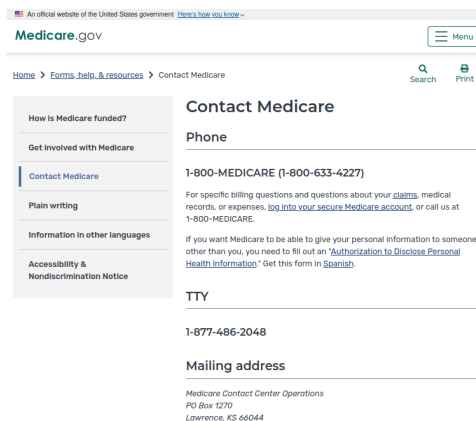 An official website of the United States government Here's how you know
Medicare.gov
Menu
Home > Forms, help, & resources > Contact Medicare
Search
Print
How is Medicare funded?
Get involved with Medicare
Contact Medicare
Plain writing
Information in other languages
Accessibility &
Nondiscrimination Notice
Contact Medicare
Phone
1-800-MEDICARE (1-800-633-4227)
For specific billing questions and questions about your claims, medical
records, or expenses, log into your secure Medicare account, or call us at
1-800-MEDICARE.
If you want Medicare to be able to give your personal information to someone
other than you, you need to fill out an "Authorization to Disclose Personal
Health Information." Get this form in Spanish.
TTY
1-877-486-2048
Mailing address
Medicare Contact Center Operations
PO Box 1270
Lawrence, KS 66044